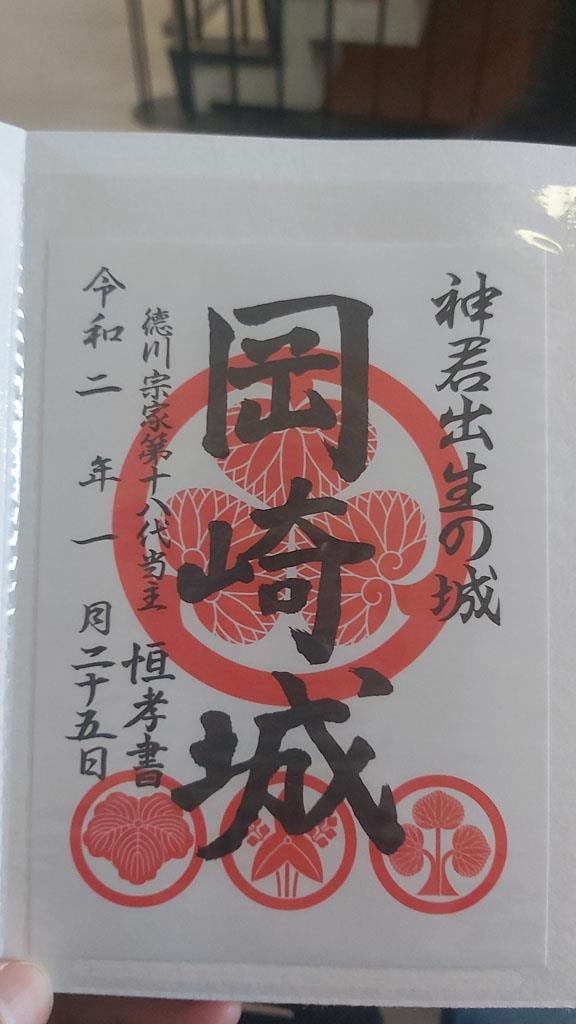 神君出生の城
岡崎城
徳川宗家第十八代当主
恒孝書
令和二年一月二十五日